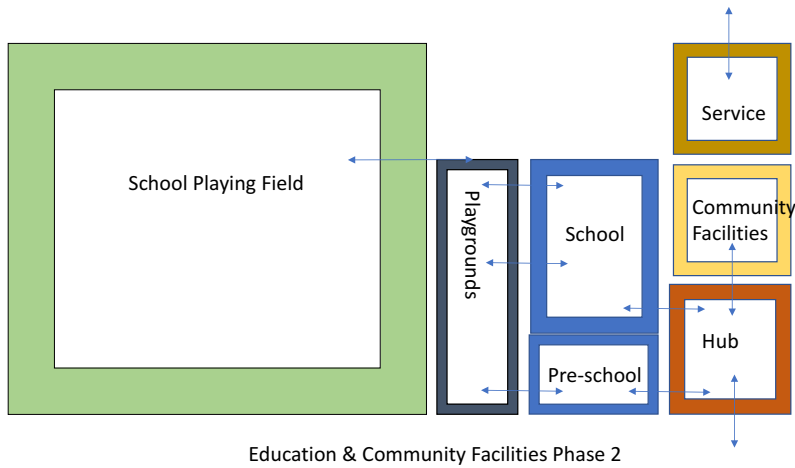 Service
School Playing Field
Playgrounds
School
Community
Facilities
Hub
Pre-school
Education & Community Facilities Phase 2